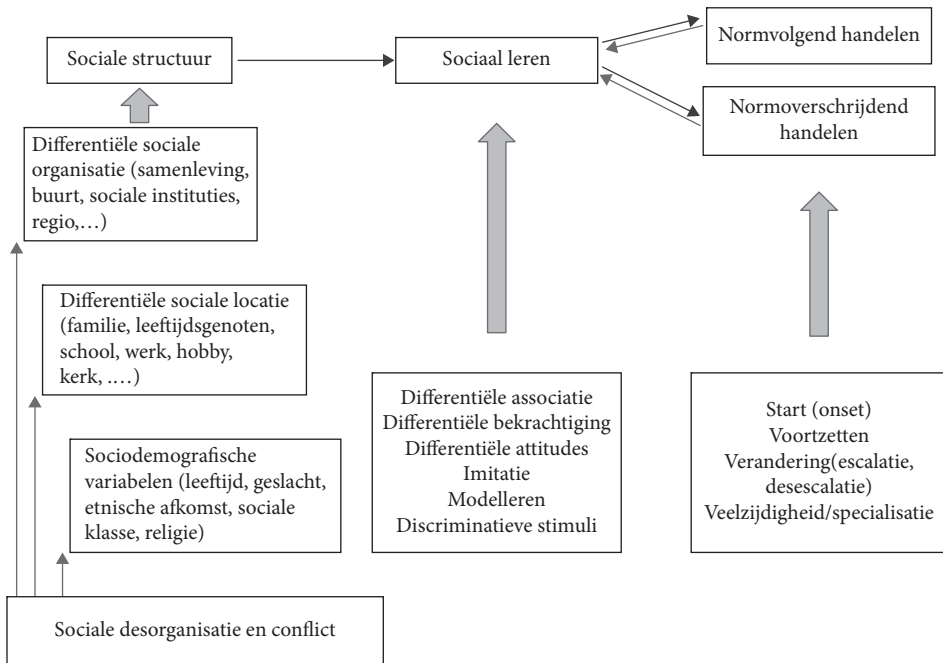 Sociale structuur
Sociaal leren
Normvolgend handelen
Normoverschrijdend
handelen
Differentiële sociale
organisatie (samenleving,
buurt, sociale instituties,
regio,…)
Differentiële sociale locatie
(familie, leeftijdsgenoten,
school, werk, hobby,
kerk, .…)
Sociodemografische
variabelen (leeftijd, geslacht,
etnische afkomst, sociale
klasse, religie)
Sociale desorganisatie en conflict
Differentiële associatie
Differentiële bekrachtiging
Differentiële attitudes
Imitatie
Modelleren
Discriminatieve stimuli
Start (onset)
Voortzetten
Verandering(escalatie,
desescalatie)
Veelzijdigheid/specialisatie